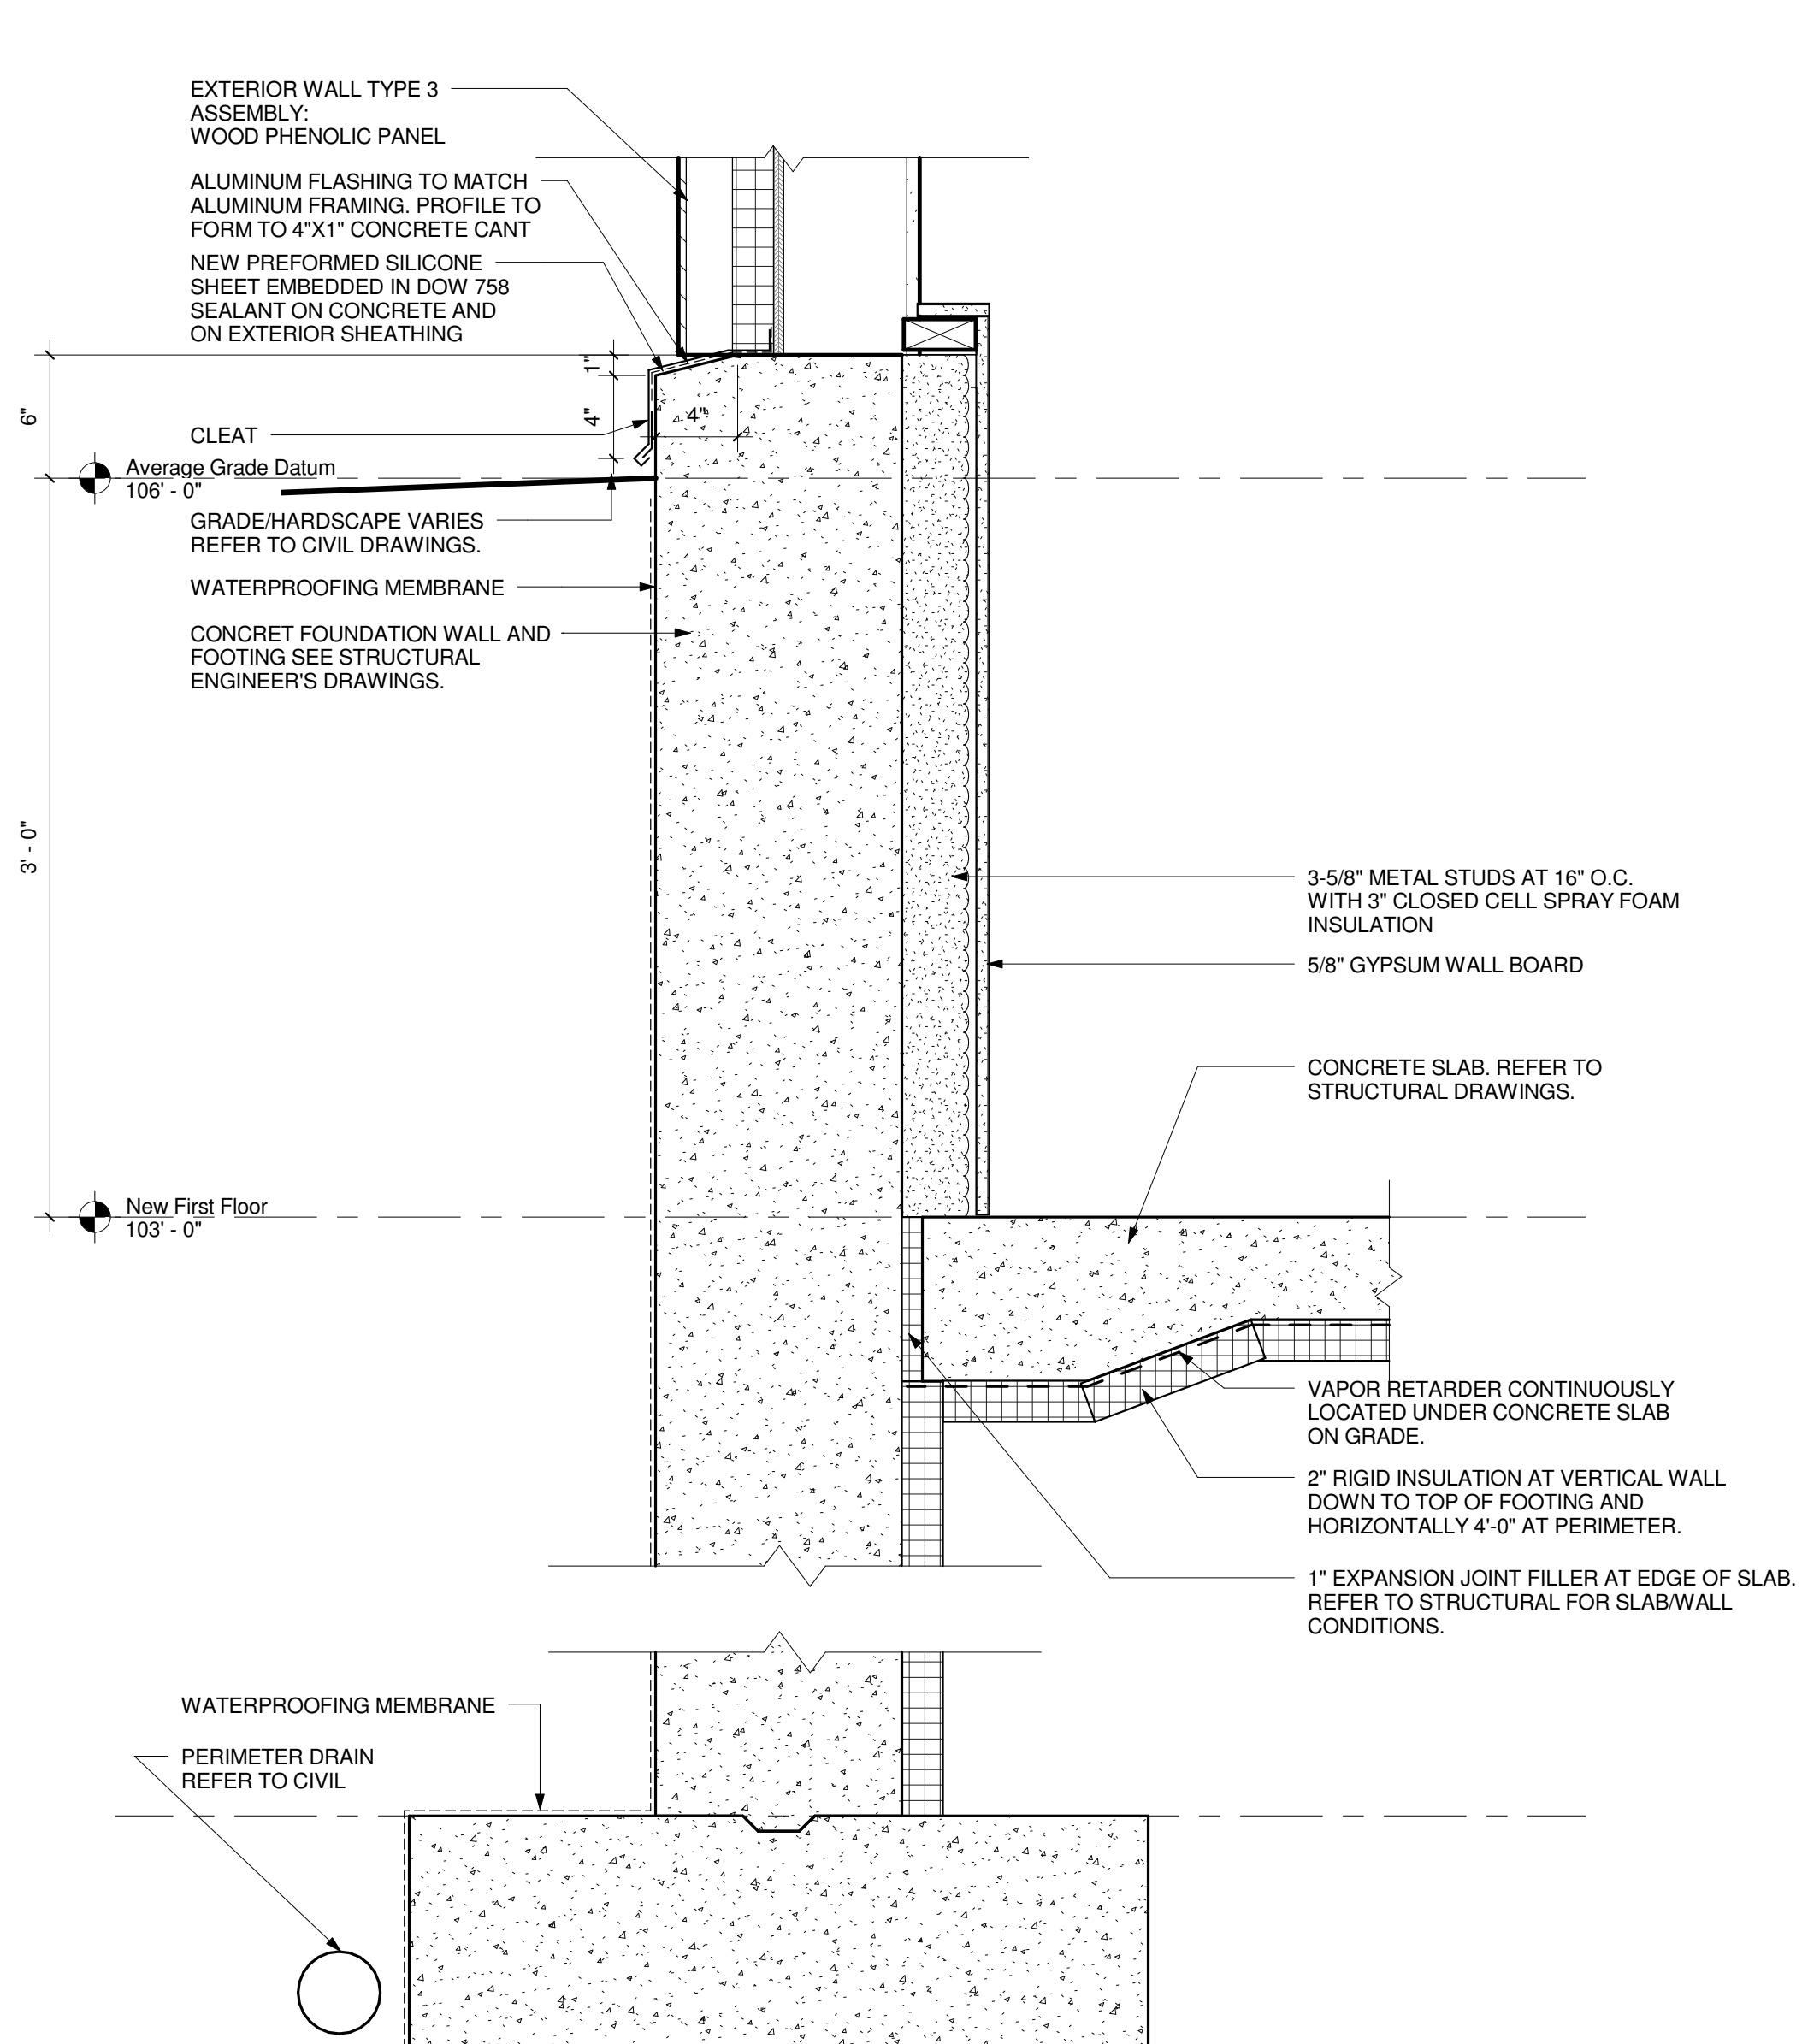 EXTERIOR WALL TYPE 3
ASSEMBLY:
WOOD PHENOLIC PANEL
ALUMINUM FLASHING TO MATCH
ALUMINUM FRAMING. PROFILE TO
FORM TO 4"X1" CONCRETE CANT
NEW PREFORMED SILICONE
SHEET EMBEDDED IN DOW 758
SEALANT ON CONCRETE AND
ON EXTERIOR SHEATHING
1"
6"
4"
4"
CLEAT
Average Grade Datum
106' - 0"
GRADE/HARDSCAPE VARIES
REFER TO CIVIL DRAWINGS.
WATERPROOFING MEMBRANE
CONCRET FOUNDATION WALL AND
FOOTING SEE STRUCTURAL
ENGINEER'S DRAWINGS.
3' - 0"
3-5/8" METAL STUDS AT 16" O.C.
WITH 3" CLOSED CELL SPRAY FOAM
INSULATION
5/8" GYPSUM WALL BOARD
CONCRETE SLAB. REFER TO
STRUCTURAL DRAWINGS.
New First Floor
103' - 0"
VAPOR RETARDER CONTINUOUSLY
LOCATED UNDER CONCRETE SLAB
ON GRADE.
2" RIGID INSULATION AT VERTICAL WALL
DOWN TO TOP OF FOOTING AND
HORIZONTALLY 4'-0" AT PERIMETER.
1" EXPANSION JOINT FILLER AT EDGE OF SLAB.
REFER TO STRUCTURAL FOR SLAB/WALL
CONDITIONS.
WATERPROOFING MEMBRANE
PERIMETER DRAIN
REFER TO CIVIL